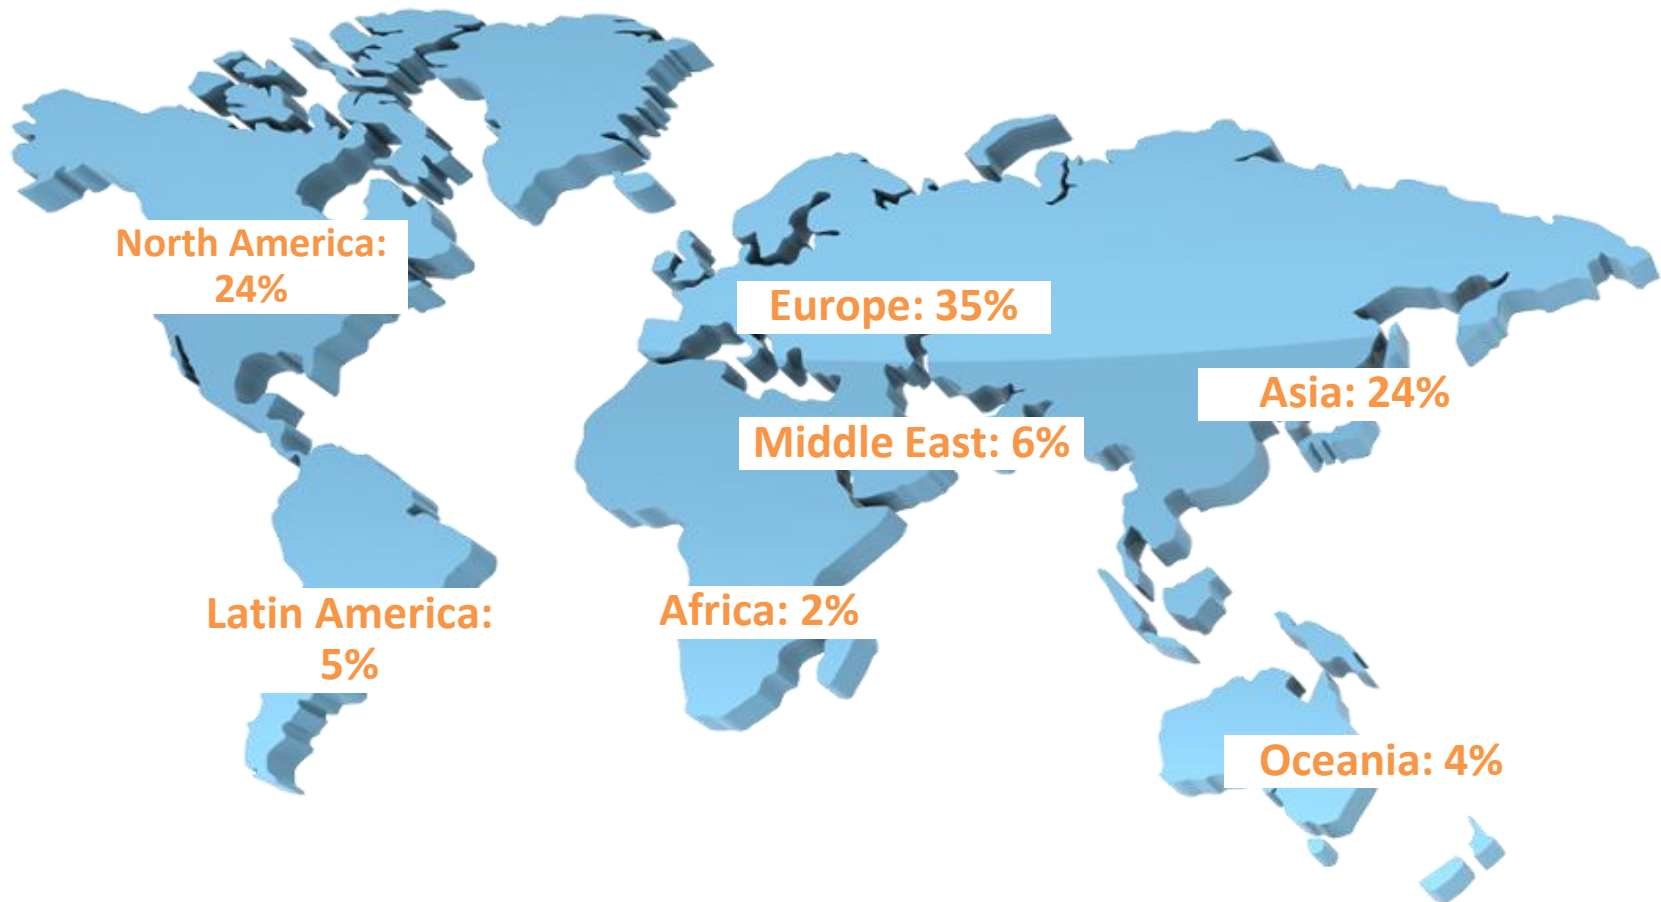 North America:
24%
Europe: 35%
Asia: 24%
Middle East: 6%
Latin America:
5%
Africa: 2%
Oceania: 4%